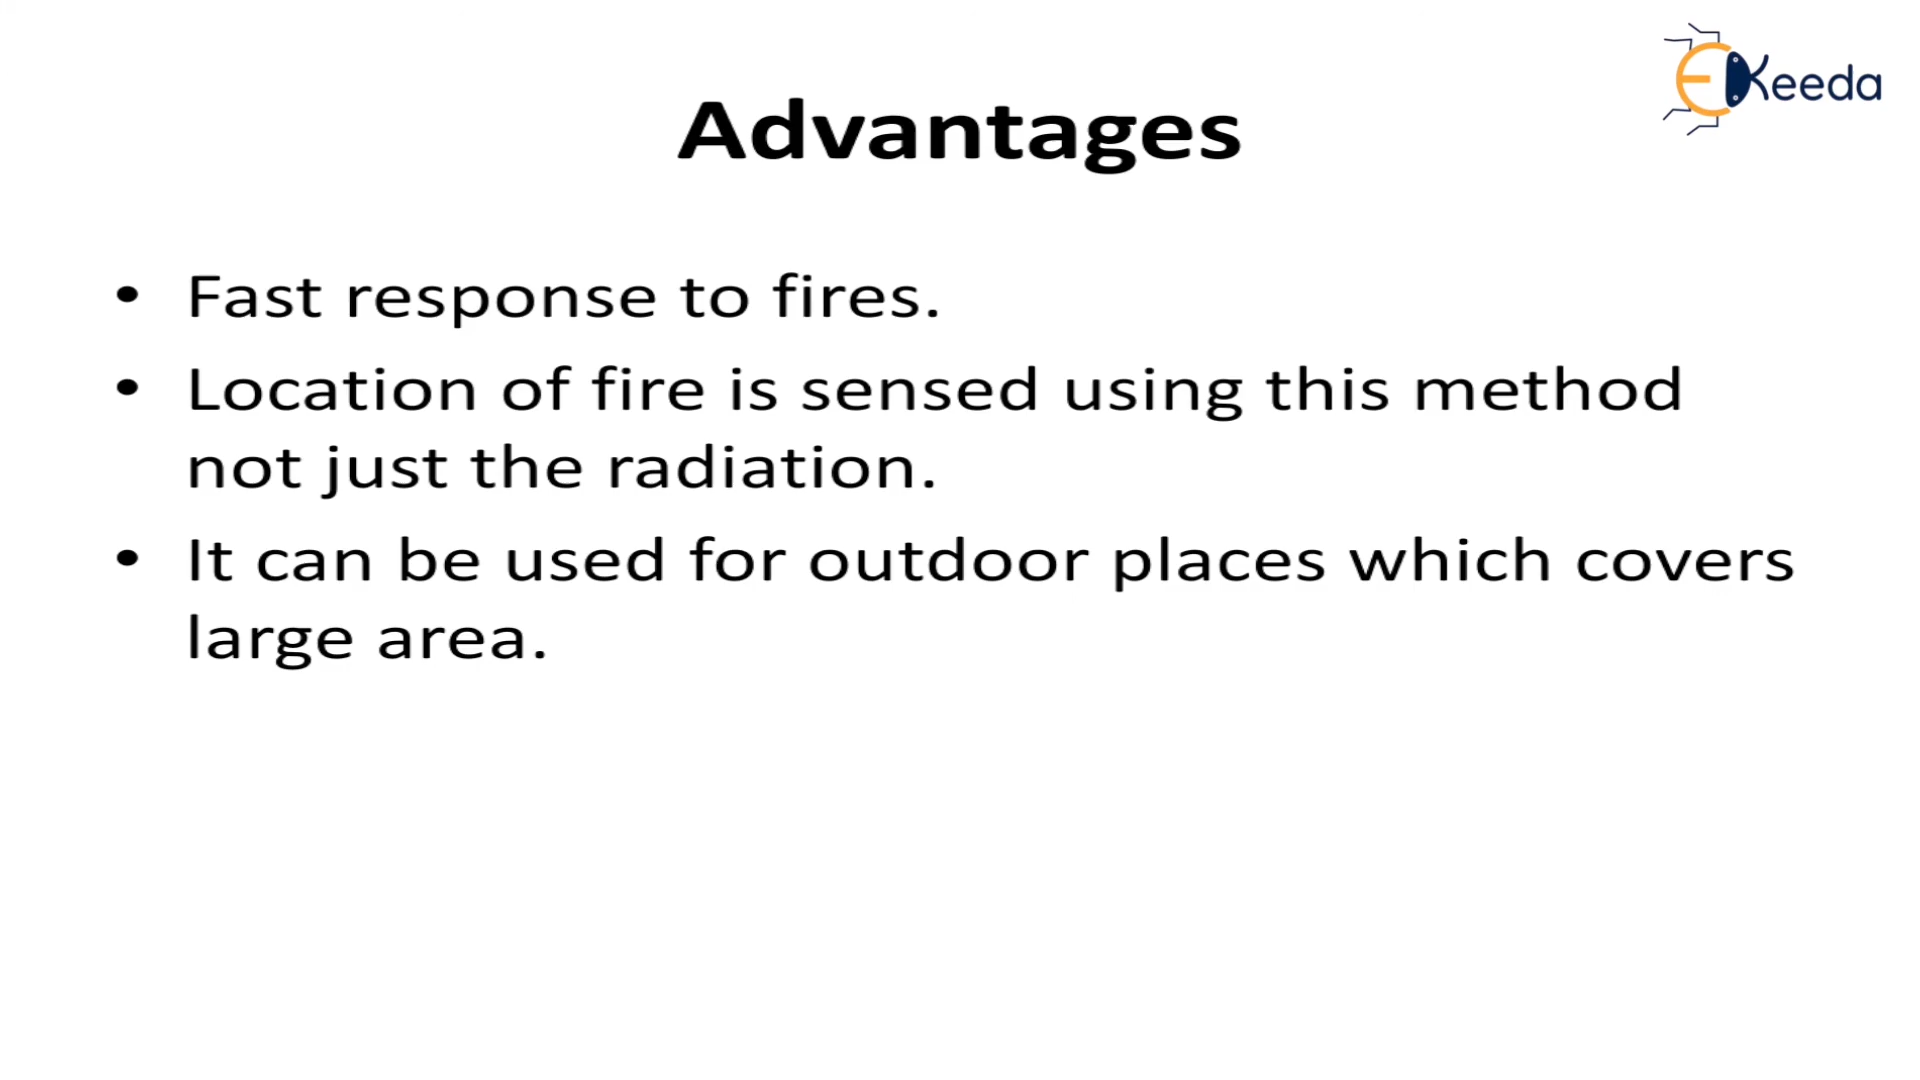 EKeeda
Advantages
• Fast response to fires.
• Location of fire is sensed using this method
not just the radiation.
• It can be used for outdoor places which covers
large area.